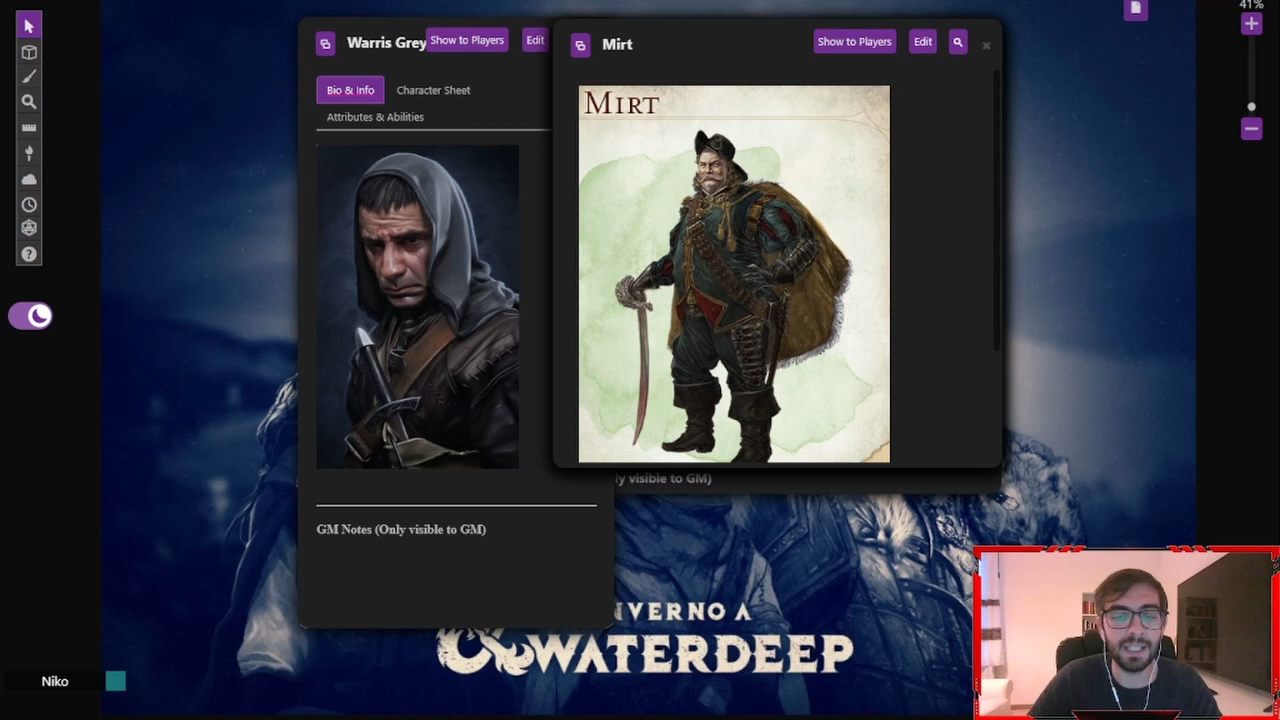 41%
Warris Grey
Show to Players
Edit
Mirt
Show to Players
Edit
Bio & Info
Character Sheet
Attributes & Abilities
MIRT
ly visible to GM)
GM Notes (Only visible to GM)
NVERNO A
WATERDEEP
Niko